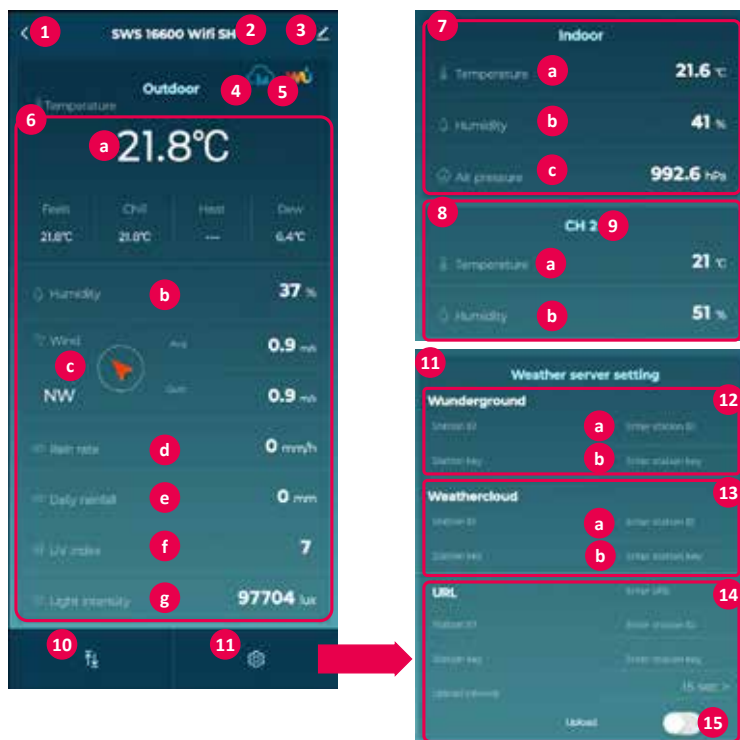 1 SWS 16600 Wifi SH 2 3
Outdoor 4 5
Temperature
6
a 21.8°C
Feels Chill Heat Dew
21.8°C 21.8°C --- 6.4°C
Humidity b 37 %
Wind Avg 0.9 m/s
c
NW Gust 0.9 m/s
Rain rate d 0 mm/h
Daily rainfall e 0 mm
UV index f 7
Light intensity g 97704 lux
10 11
7 Indoor
Temperature a 21.6 °C
Humidity b 41 %
Air pressure c 992.6 hPa
8 CH 2 9
Temperature a 21 °C
Humidity b 51 %
11 Weather server setting
Wunderground 12
Station ID a Enter station ID
Station key b Enter station key
Weathercloud 13
Station ID a Enter station ID
Station key b Enter station key
URL Enter URL 14
Station ID Enter station ID
Station key Enter station key
Upload interval 15 sec >
Upload 15